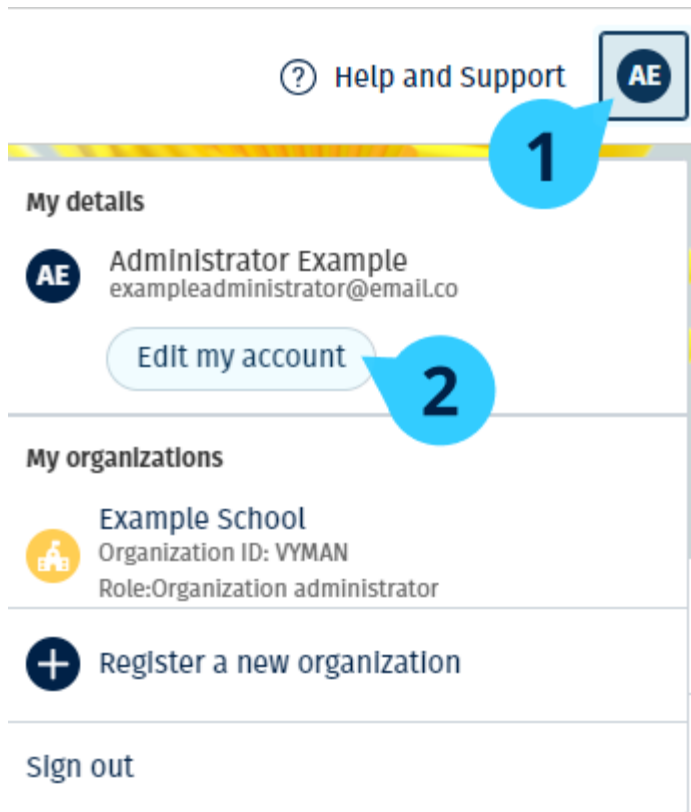 ? Help and Support AE
1
My details
AE Administrator Example
exampleadministrator@email.co
Edit my account
2
My organizations
Example School
Organization ID: VYMAN
Role:Organization administrator
Register a new organization
Sign out